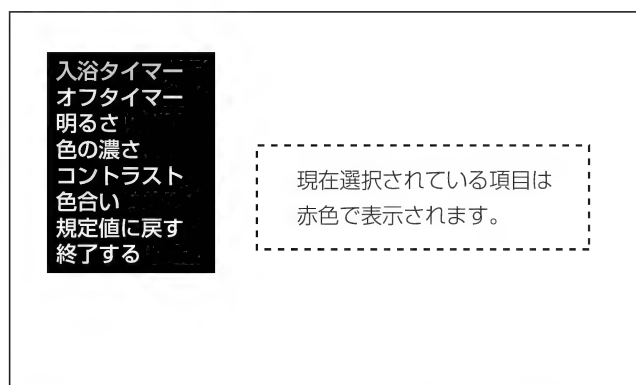 入浴タイマー
オフタイマー
明るさ
色の濃さ
コントラスト
色合い
規定値に戻す
終了する
現在選択されている項目は
赤色で表示されます。